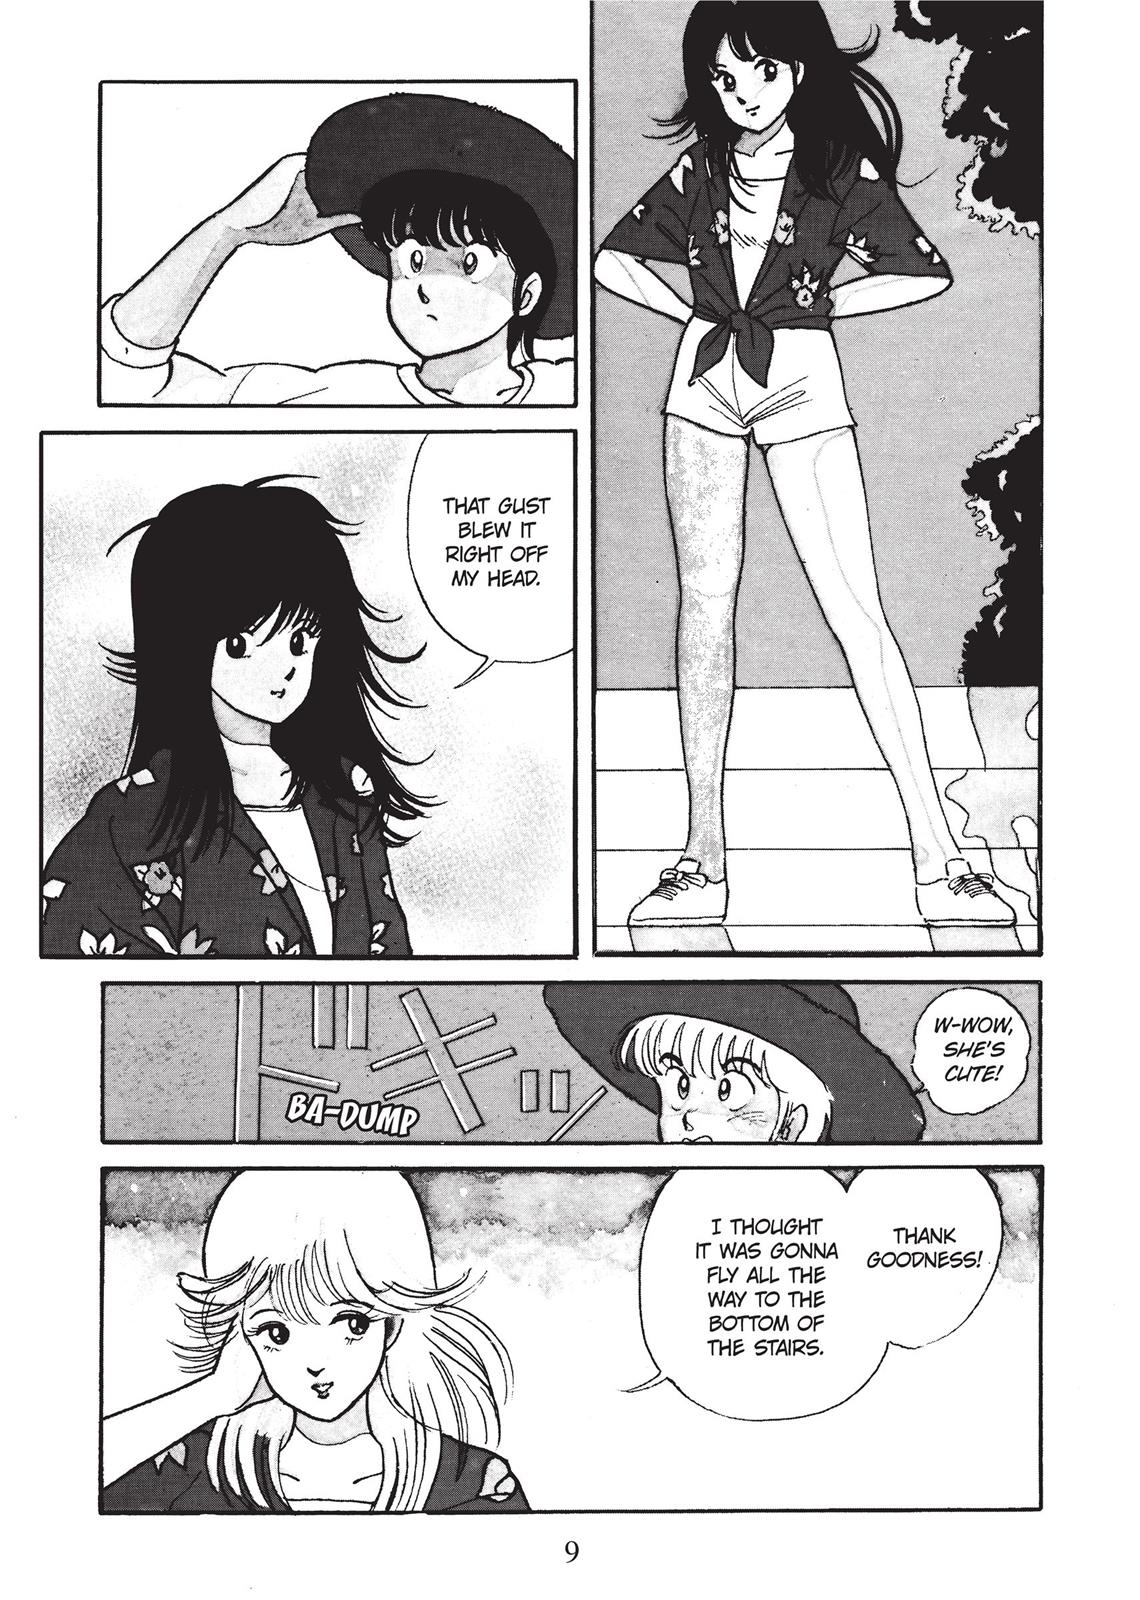 THAT GUST
BLEW IT
RIGHT OFF
MY HEAD.
W-WOW,
SHE'S
CUTE!
ドキッ
BA-DUMP
THANK
GOODNESS!
I THOUGHT
IT WAS GONNA
FLY ALL THE
WAY TO THE
BOTTOM OF
THE STAIRS.
9